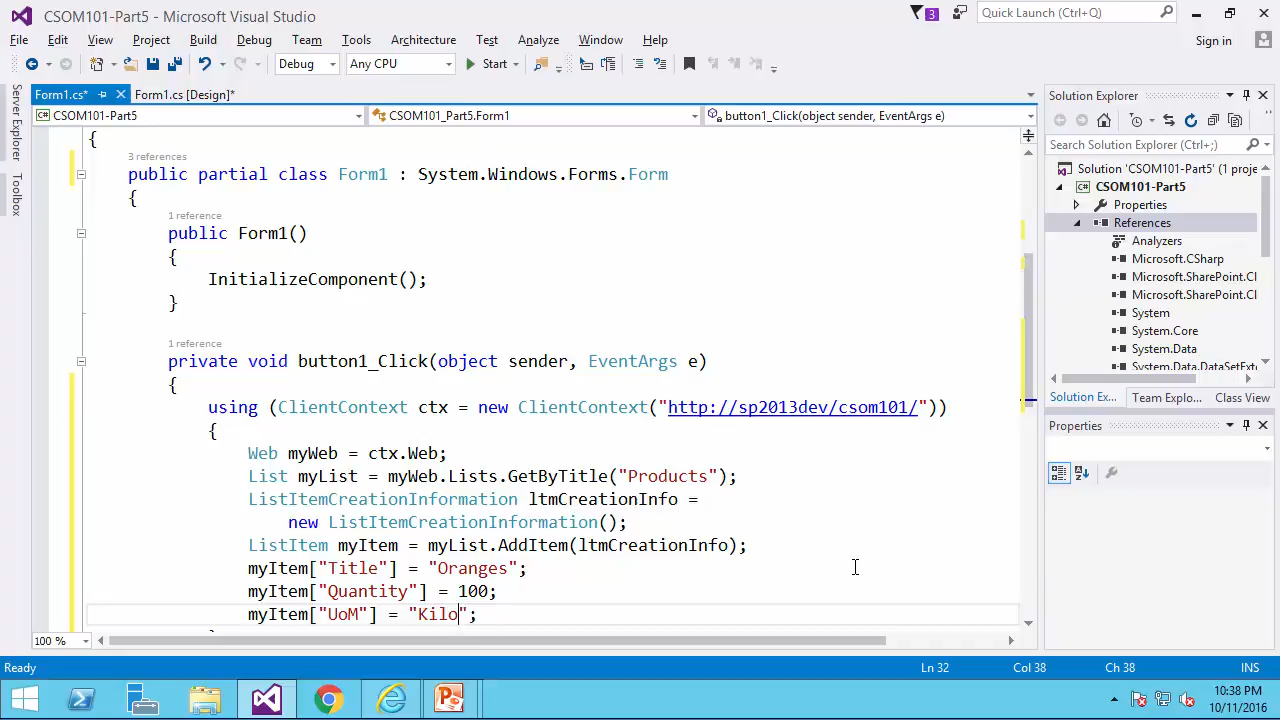 CSOM101-Part5 - Microsoft Visual Studio
3
Quick Launch (Ctrl+Q)
File Edit View Project Build Debug Team Tools Architecture Test Analyze Window Help
Sign in
Debug Any CPU Start
Form1.cs* Form1.cs [Design]*
CSOM101-Part5 CSOM101_Part5.Form1 button1_Click(object sender, EventArgs e)
Server Explorer
Toolbox
{
3 references
public partial class Form1 : System.Windows.Forms.Form
{
1 reference
public Form1()
{
InitializeComponent();
}
1 reference
private void button1_Click(object sender, EventArgs e)
{
using (ClientContext ctx = new ClientContext("http://sp2013dev/csom101/"))
{
Web myWeb = ctx.Web;
List myList = myWeb.Lists.GetByTitle("Products");
ListItemCreationInformation ltmCreationInfo =
new ListItemCreationInformation();
ListItem myItem = myList.AddItem(ltmCreationInfo);
myItem["Title"] = "Oranges";
myItem["Quantity"] = 100;
myItem["UoM"] = "Kilo";
100 %
Solution Explorer
Search Solution Explorer (Ctrl+;)
Solution 'CSOM101-Part5' (1 proje
CSOM101-Part5
Properties
References
Analyzers
Microsoft.CSharp
Microsoft.SharePoint.Cl
Microsoft.SharePoint.Cl
System
System.Core
System.Data
System.Data.DataSetExt
Solution Ex... Team Explo... Class View
Properties
Ready Ln 32 Col 38 Ch 38 INS
10:38 PM
10/11/2016